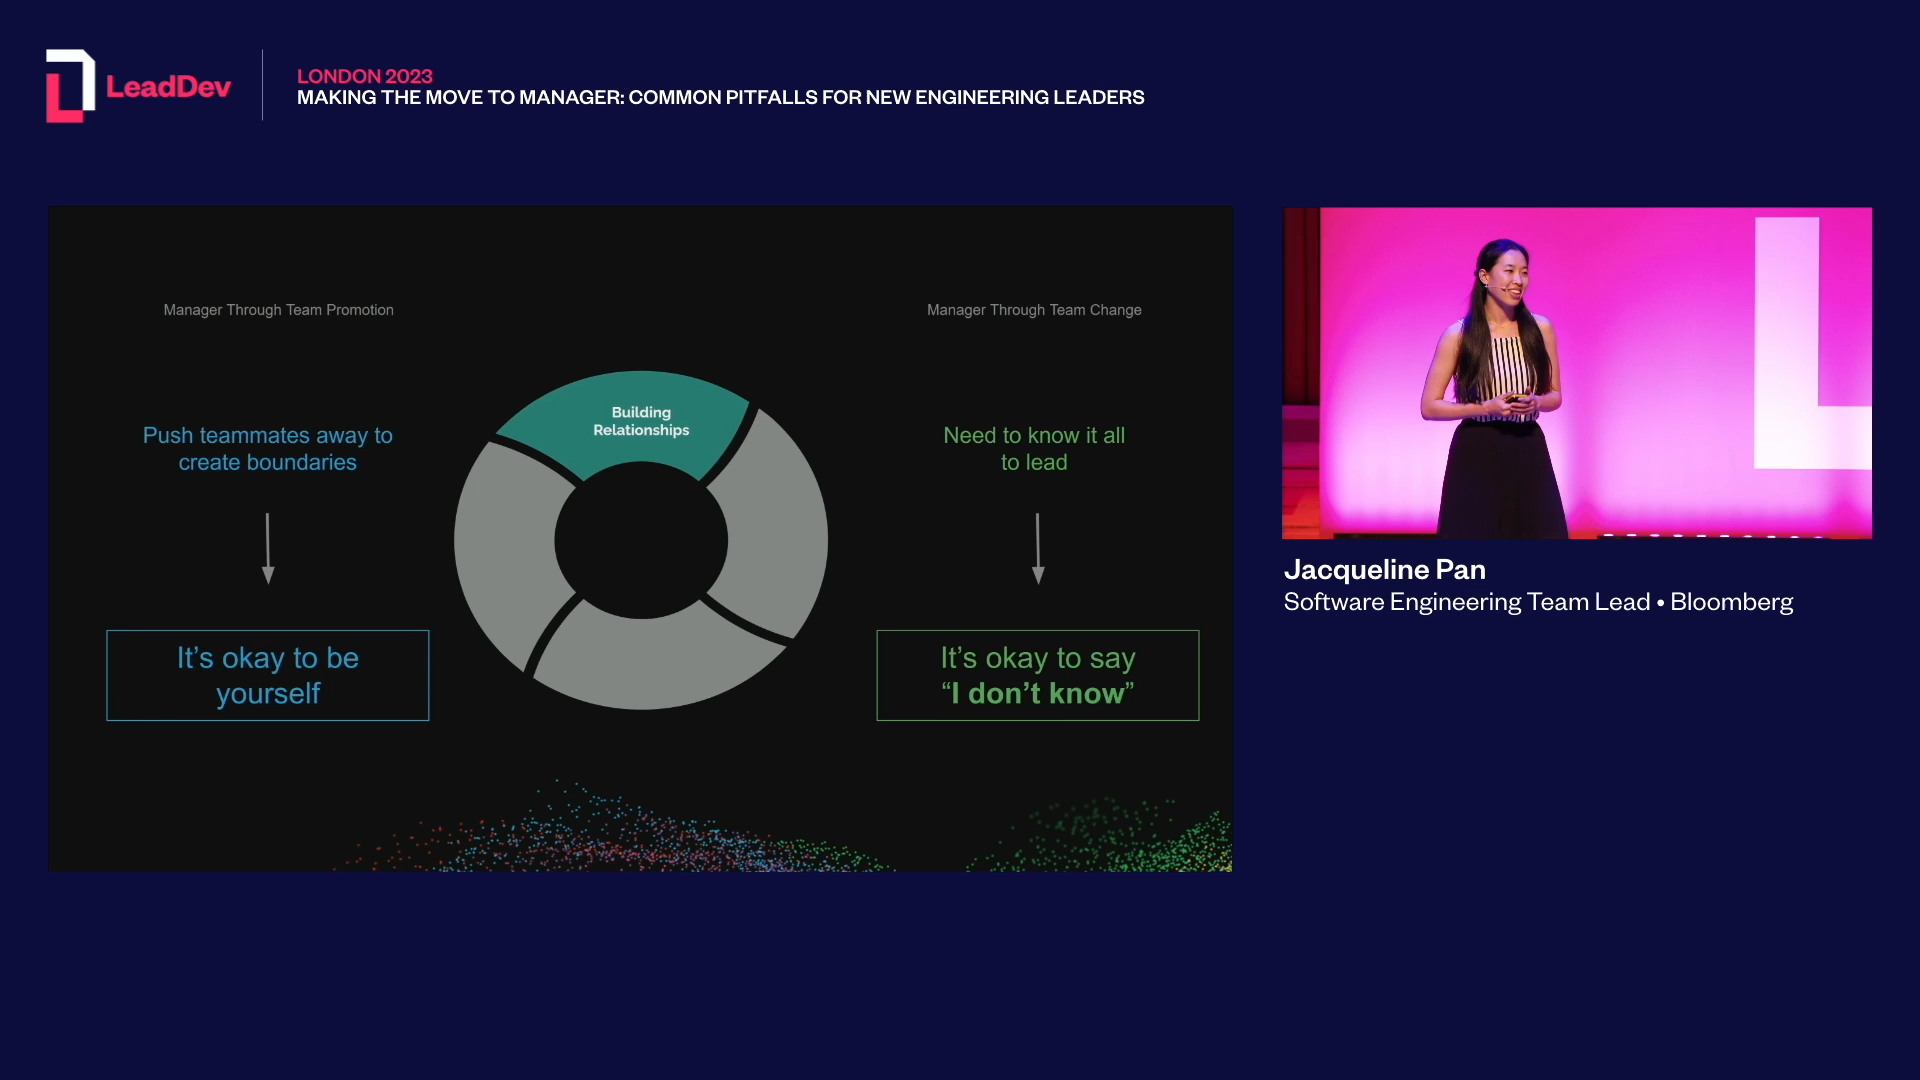 LeadDev
LONDON 2023
MAKING THE MOVE TO MANAGER: COMMON PITFALLS FOR NEW ENGINEERING LEADERS
Manager Through Team Promotion
Push teammates away to
create boundaries
It’s okay to be
yourself
Building
Relationships
Manager Through Team Change
Need to know it all
to lead
It’s okay to say
“I don’t know”
Jacqueline Pan
Software Engineering Team Lead • Bloomberg